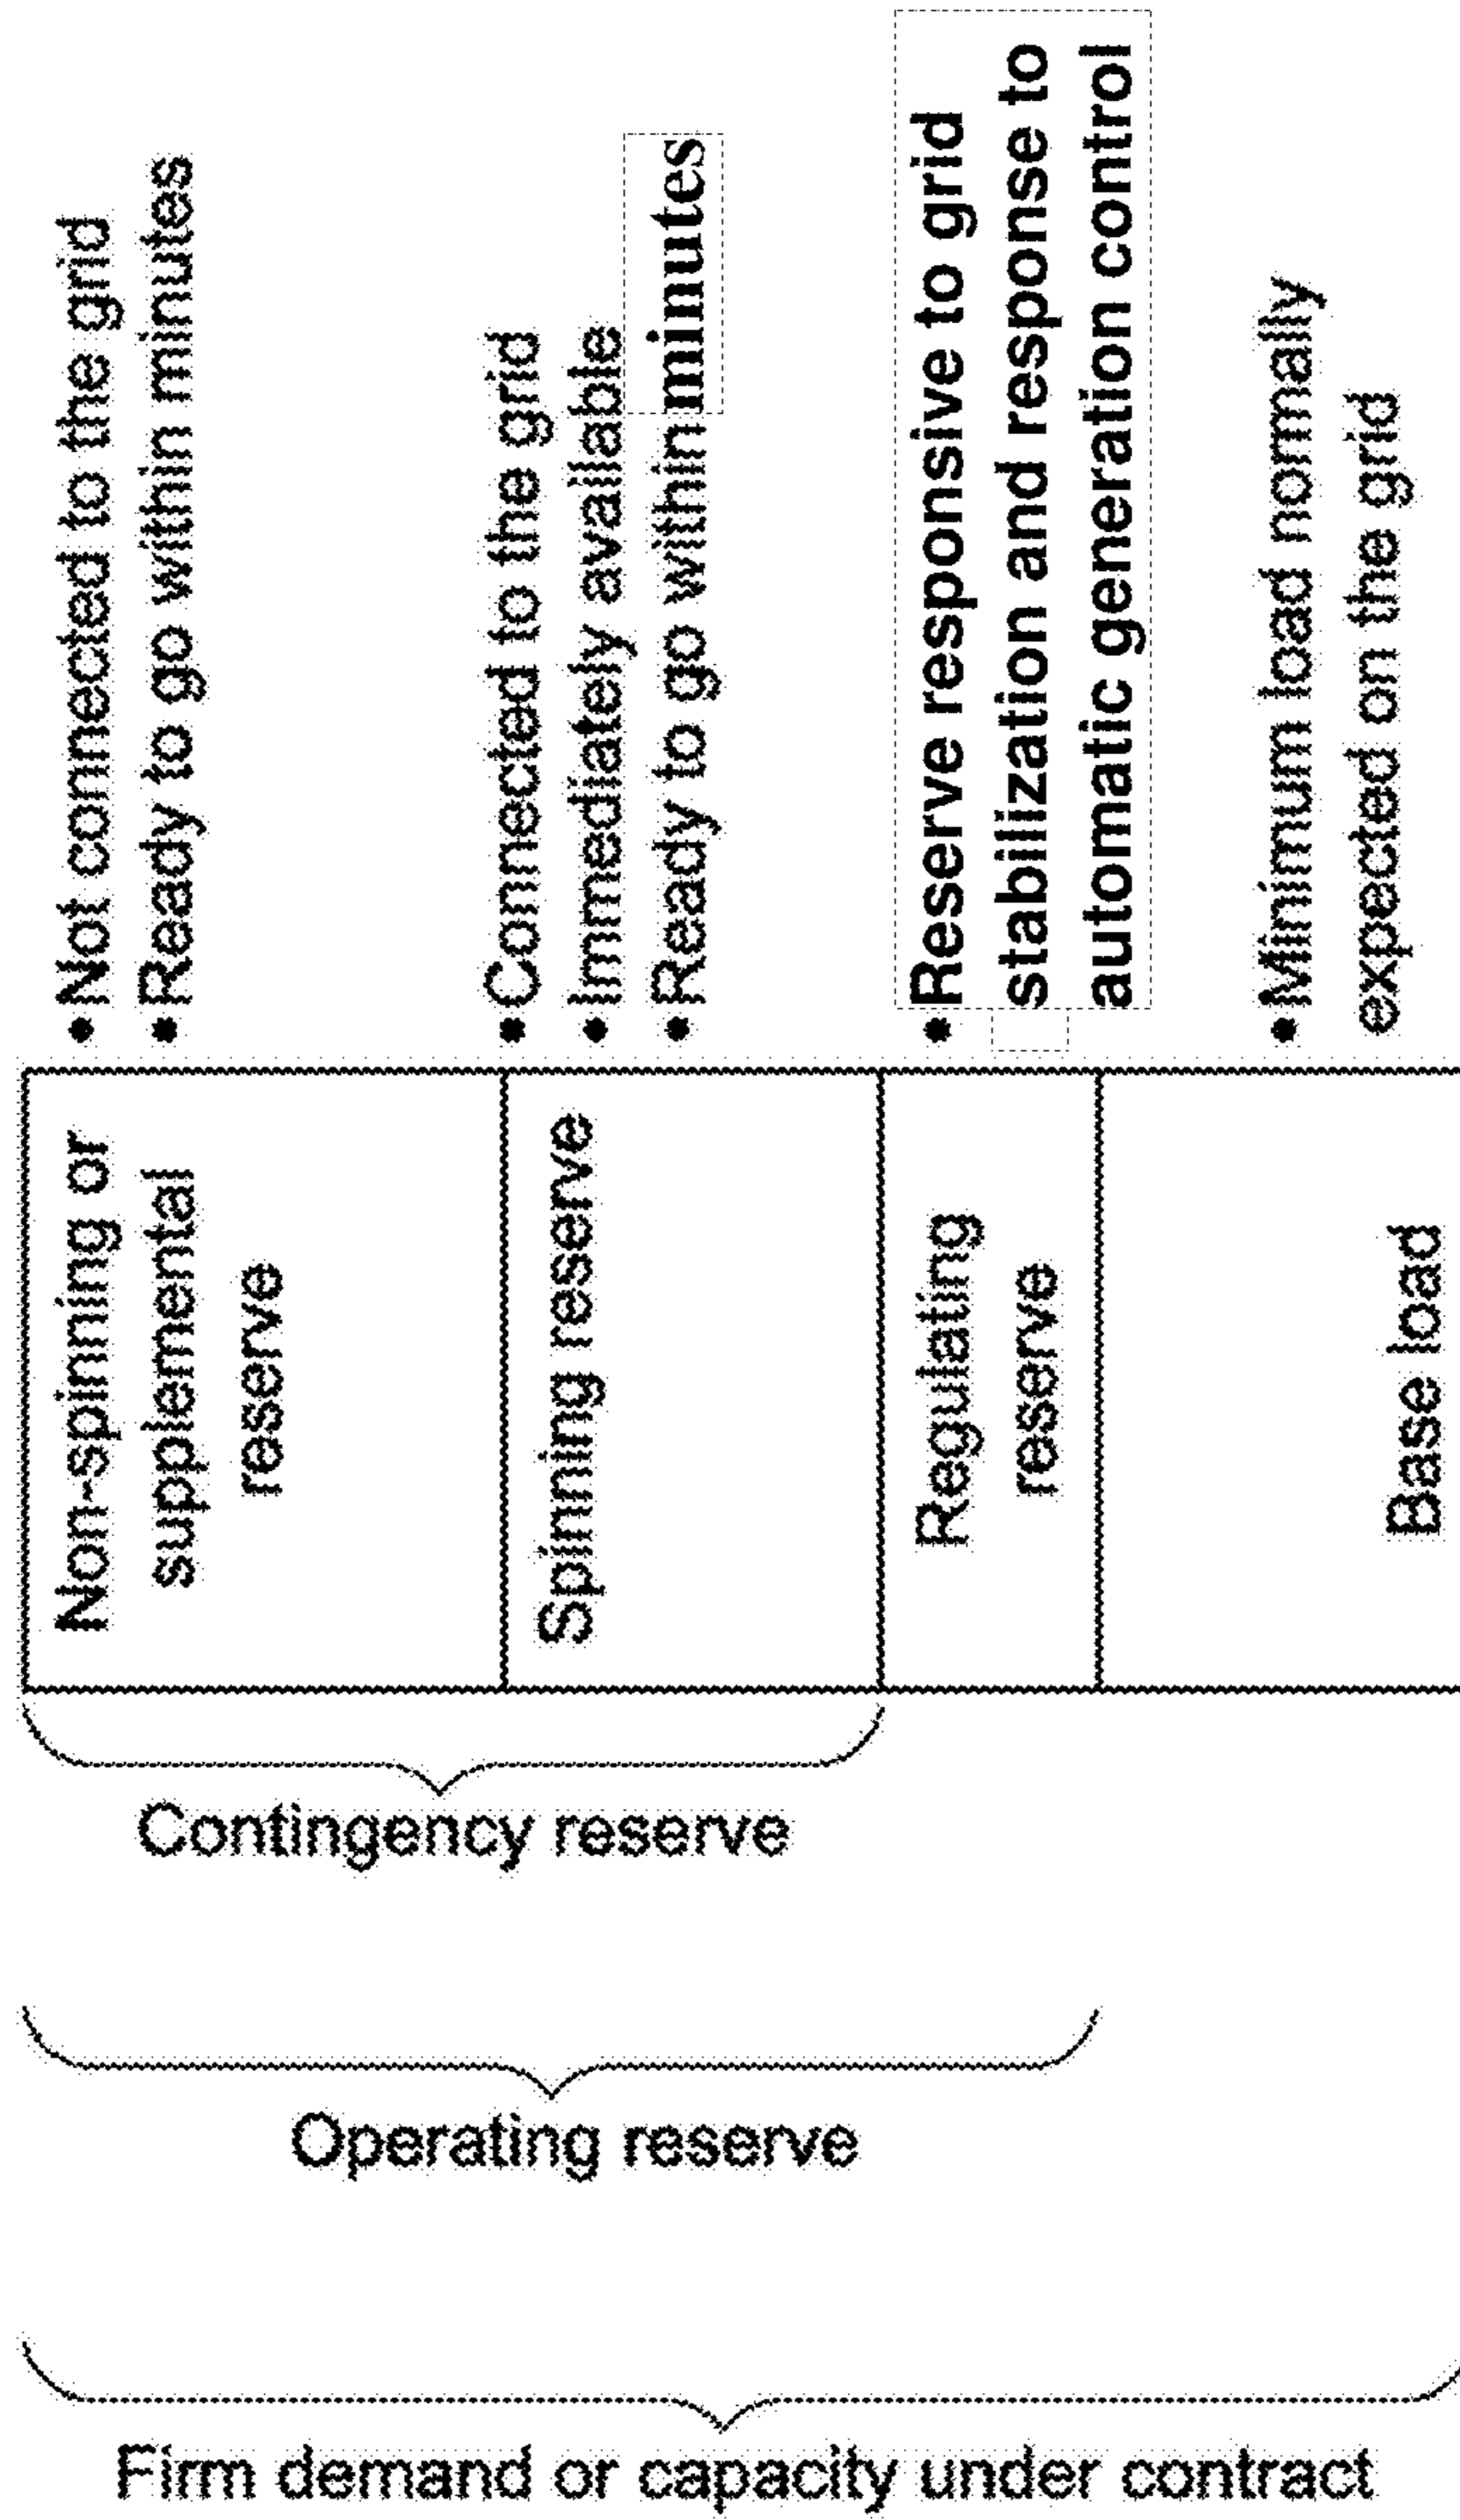 Non-spinning or
supplemental
reserve
•Not connected to the grid
•Ready to go within minutes
Spinning reserve
•Connected to the grid
•Immediately available
•Ready to go within minutes
Regulating
reserve
•Reserve responsive to grid
stabilization and response to
automatic generation control
Base load
•Minimum load normally
expected on the grid
Contingency reserve
Operating reserve
Firm demand or capacity under contract